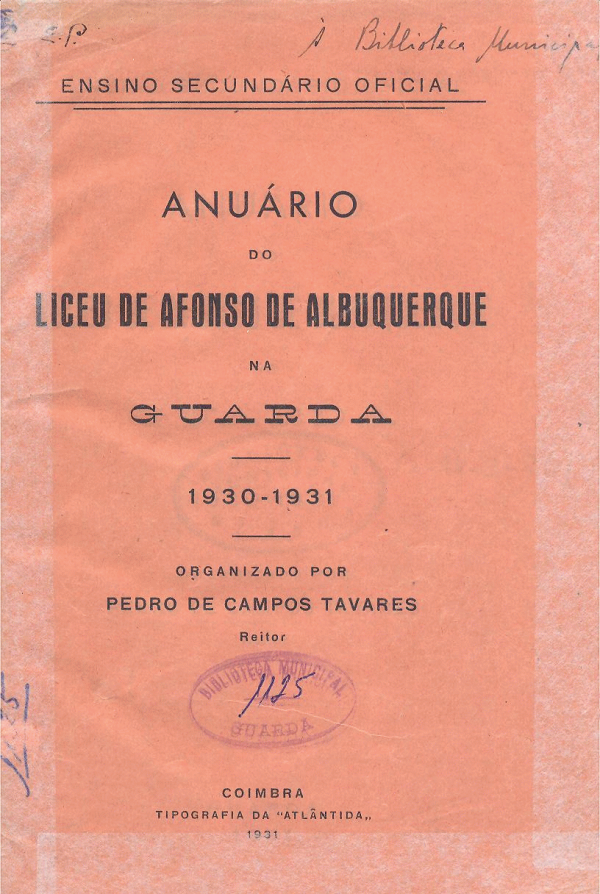 À Biblioteca Municipal
ENSINO SECUNDÁRIO OFICIAL
ANUÁRIO
DO
LICEU DE AFONSO DE ALBUQUERQUE
NA
GUARDA
1930-1931
ORGANIZADO POR
PEDRO DE CAMPOS TAVARES
Reitor
BIBLIOTECA MUNICIPAL
1125
GUARDA
COIMBRA
TIPOGRAFIA DA "ATLÂNTIDA„
1931